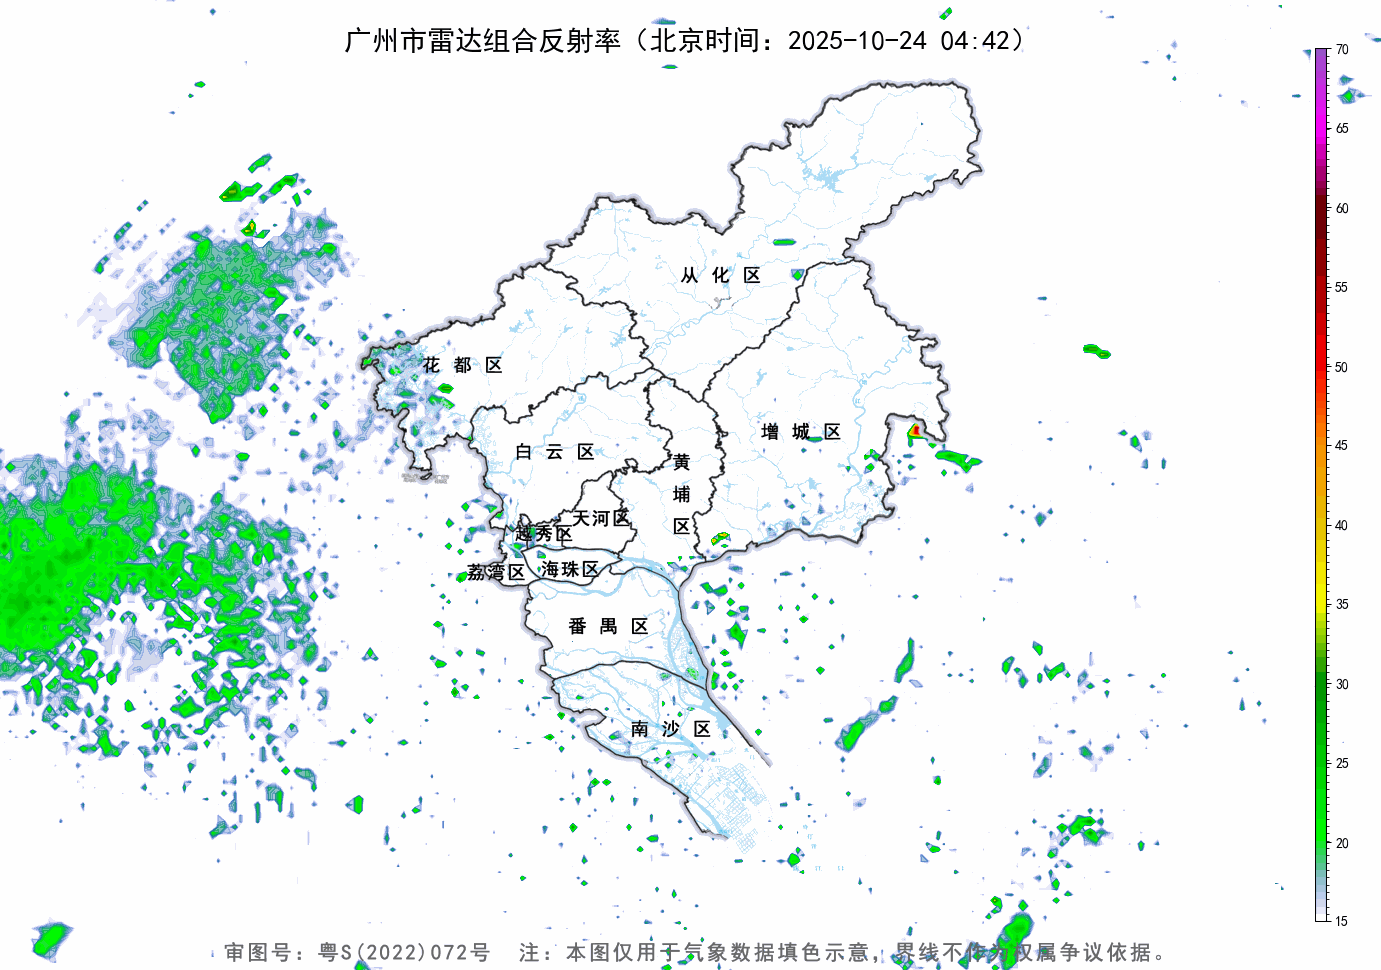 广州市雷达组合反射率（北京时间：2025-10-24 04:42）
70
65
60
55
50
45
40
35
30
25
20
15
从化区
花都区
增城区
白云区
黄埔区
天河区
越秀区
荔湾区
海珠区
番禺区
南沙区
审图号：粤S(2022)072号 注：本图仅用于气象数据填色示意，界线不作为权属争议依据。